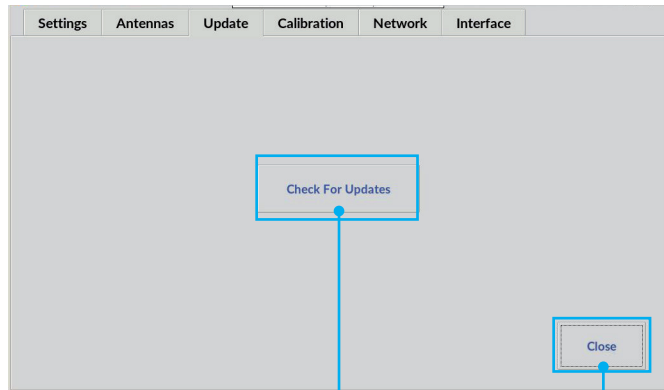 Settings Antennas Update Calibration Network Interface
Check For Updates
Close